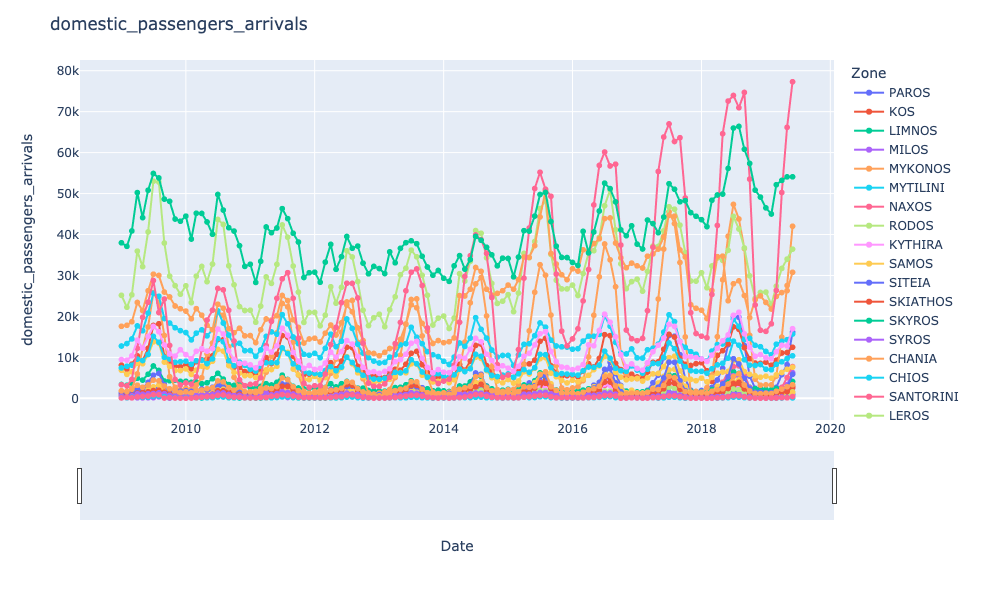 domestic_passengers_arrivals
domestic_passengers_arrivals
80k
70k
60k
50k
40k
30k
20k
10k
0
2010
2012
2014
2016
2018
2020
Date
Zone
PAROS
KOS
LIMNOS
MILOS
MYKONOS
MYTILINI
NAXOS
RODOS
KYTHIRA
SAMOS
SITEIA
SKIATHOS
SKYROS
SYROS
CHANIA
CHIOS
SANTORINI
LEROS